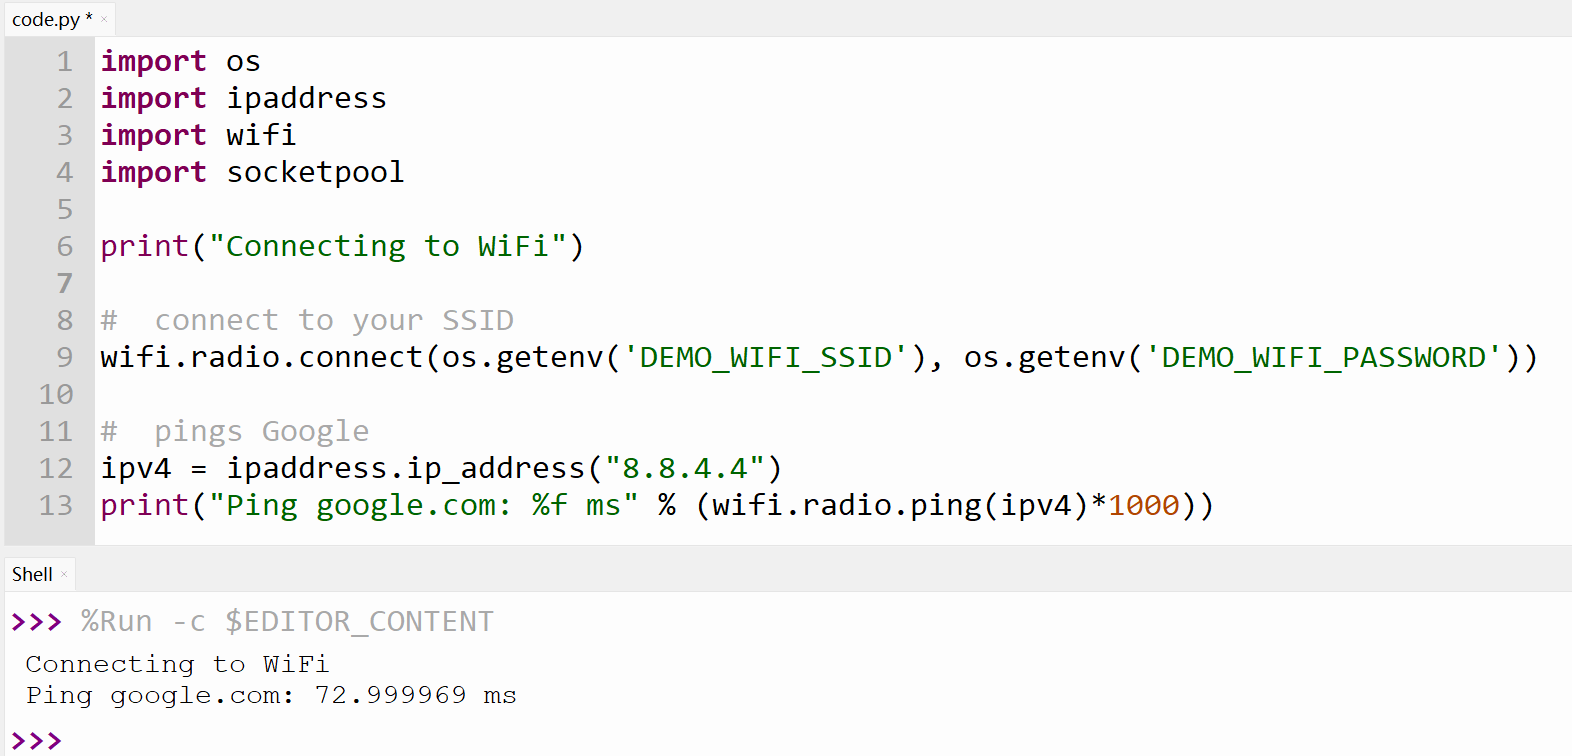 code.py * ×
1 import os
2 import ipaddress
3 import wifi
4 import socketpool
5
6 print("Connecting to WiFi")
7
8 #  connect to your SSID
9 wifi.radio.connect(os.getenv('DEMO_WIFI_SSID'), os.getenv('DEMO_WIFI_PASSWORD'))
10
11 #  pings Google
12 ipv4 = ipaddress.ip_address("8.8.4.4")
13 print("Ping google.com: %f ms" % (wifi.radio.ping(ipv4)*1000))
Shell ×
>>> %Run -c $EDITOR_CONTENT
Connecting to WiFi
Ping google.com: 72.999969 ms
>>>